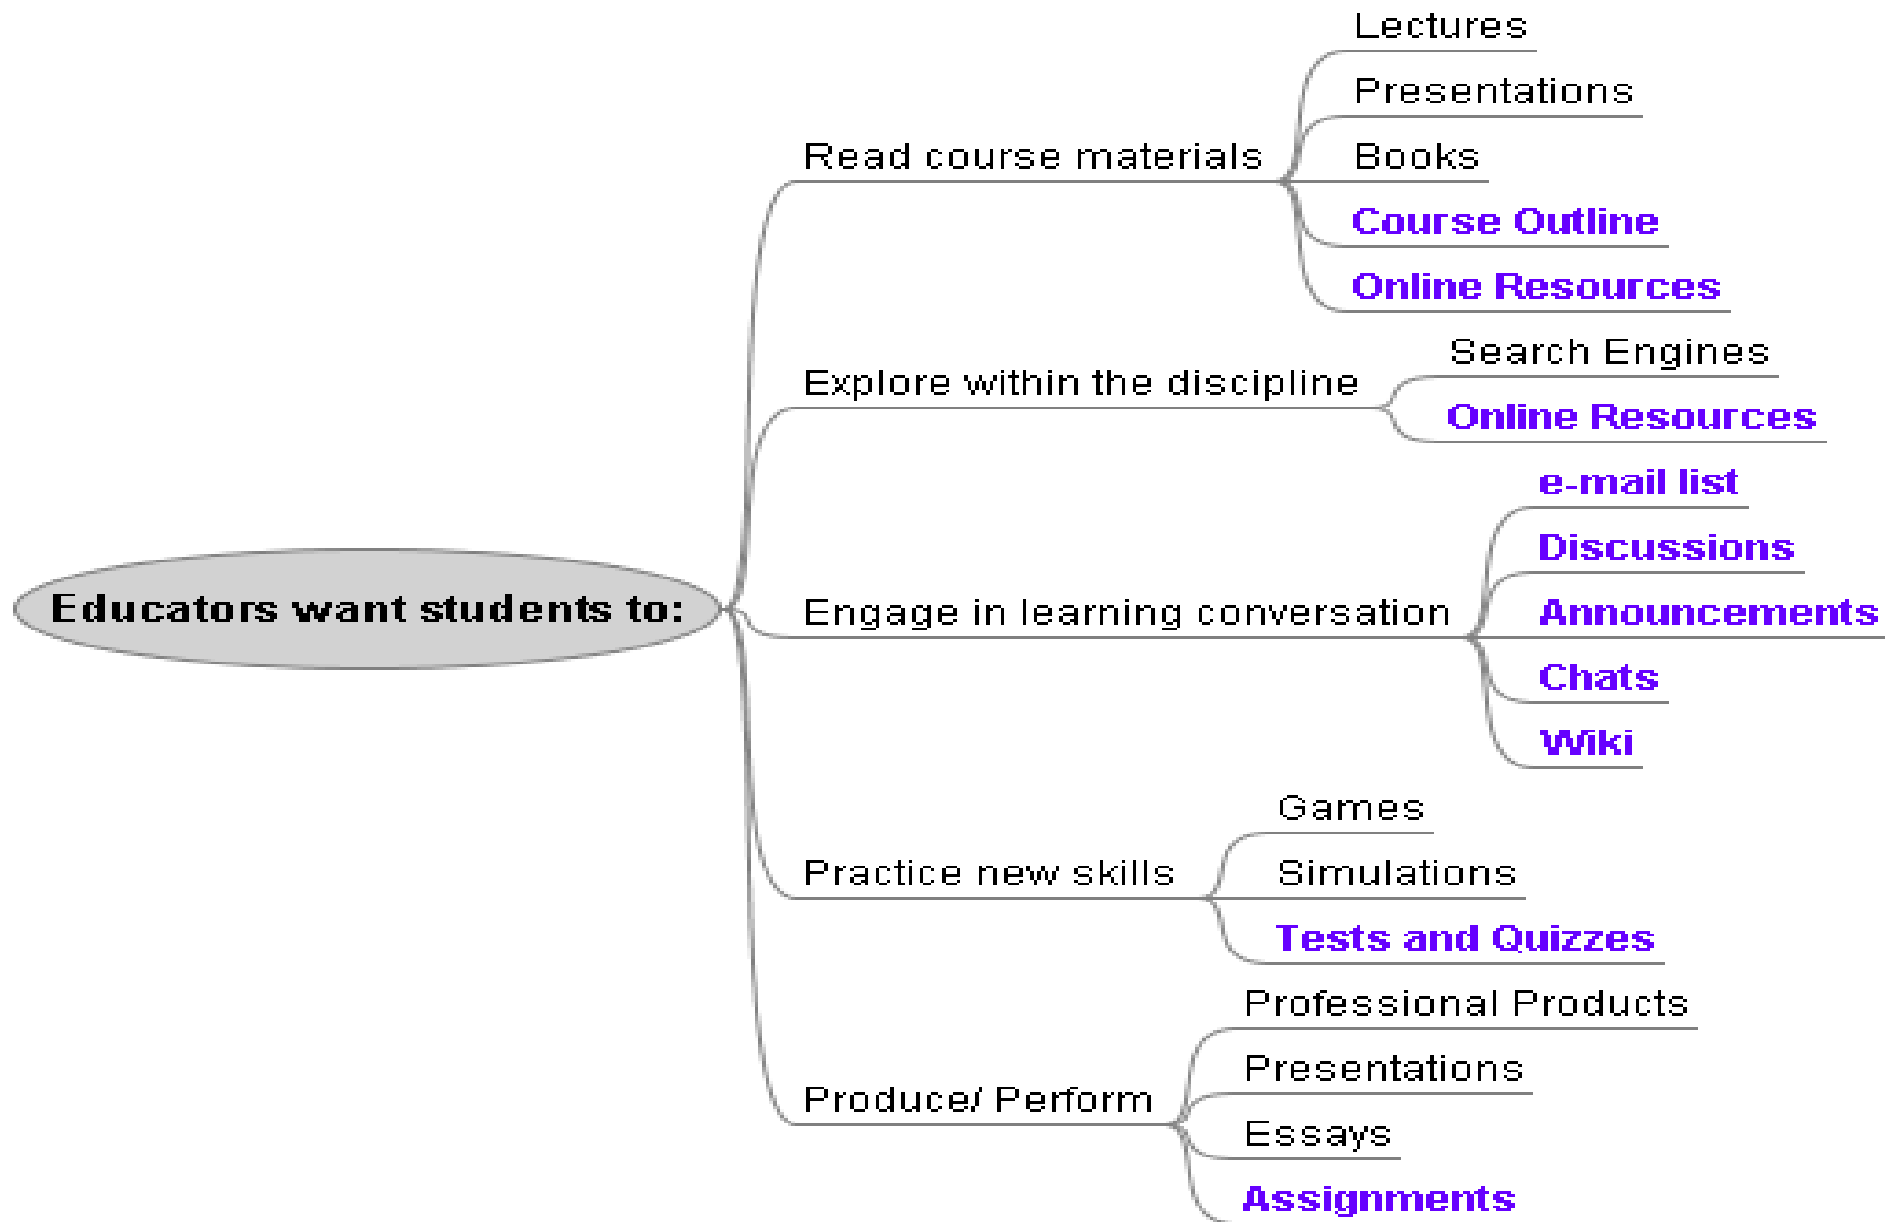 Educators want students to:
Read course materials
Lectures
Presentations
Books
Course Outline
Online Resources
Explore within the discipline
Search Engines
Online Resources
Engage in learning conversation
e-mail list
Discussions
Announcements
Chats
Wiki
Practice new skills
Games
Simulations
Tests and Quizzes
Produce/ Perform
Professional Products
Presentations
Essays
Assignments